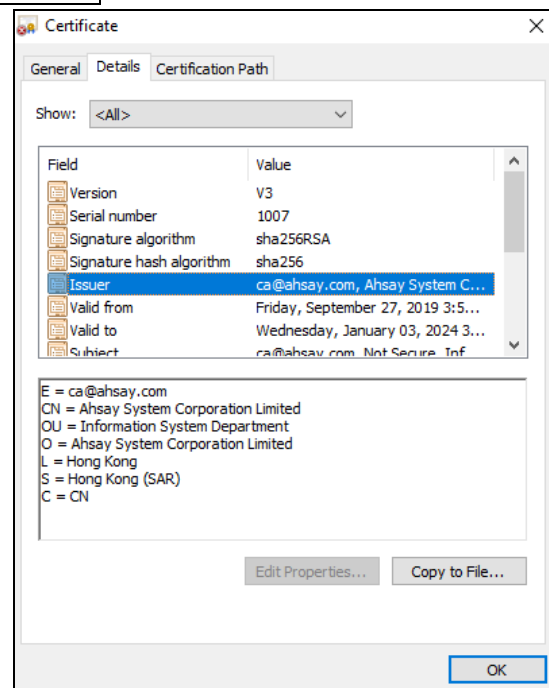 Certificate
General Details Certification Path
Show: <All>
Field Value
Version V3
Serial number 1007
Signature algorithm sha256RSA
Signature hash algorithm sha256
Issuer ca@ahsay.com, Ahsay System C...
Valid from Friday, September 27, 2019 3:5...
Valid to Wednesday, January 03, 2024 3...
Subject ca@ahsay.com, Not Secure, Inf
E = ca@ahsay.com
CN = Ahsay System Corporation Limited
OU = Information System Department
O = Ahsay System Corporation Limited
L = Hong Kong
S = Hong Kong (SAR)
C = CN
Edit Properties... Copy to File...
OK